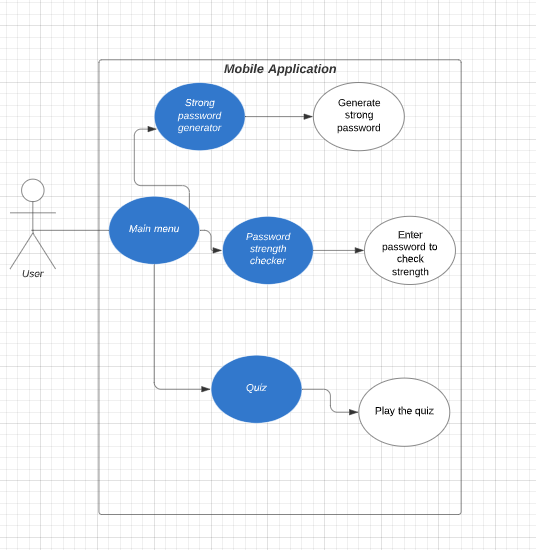 Mobile Application
Strong
password
generator
Generate
strong
password
User
Main menu
Password
strength
checker
Enter
password to
check
strength
Quiz
Play the quiz